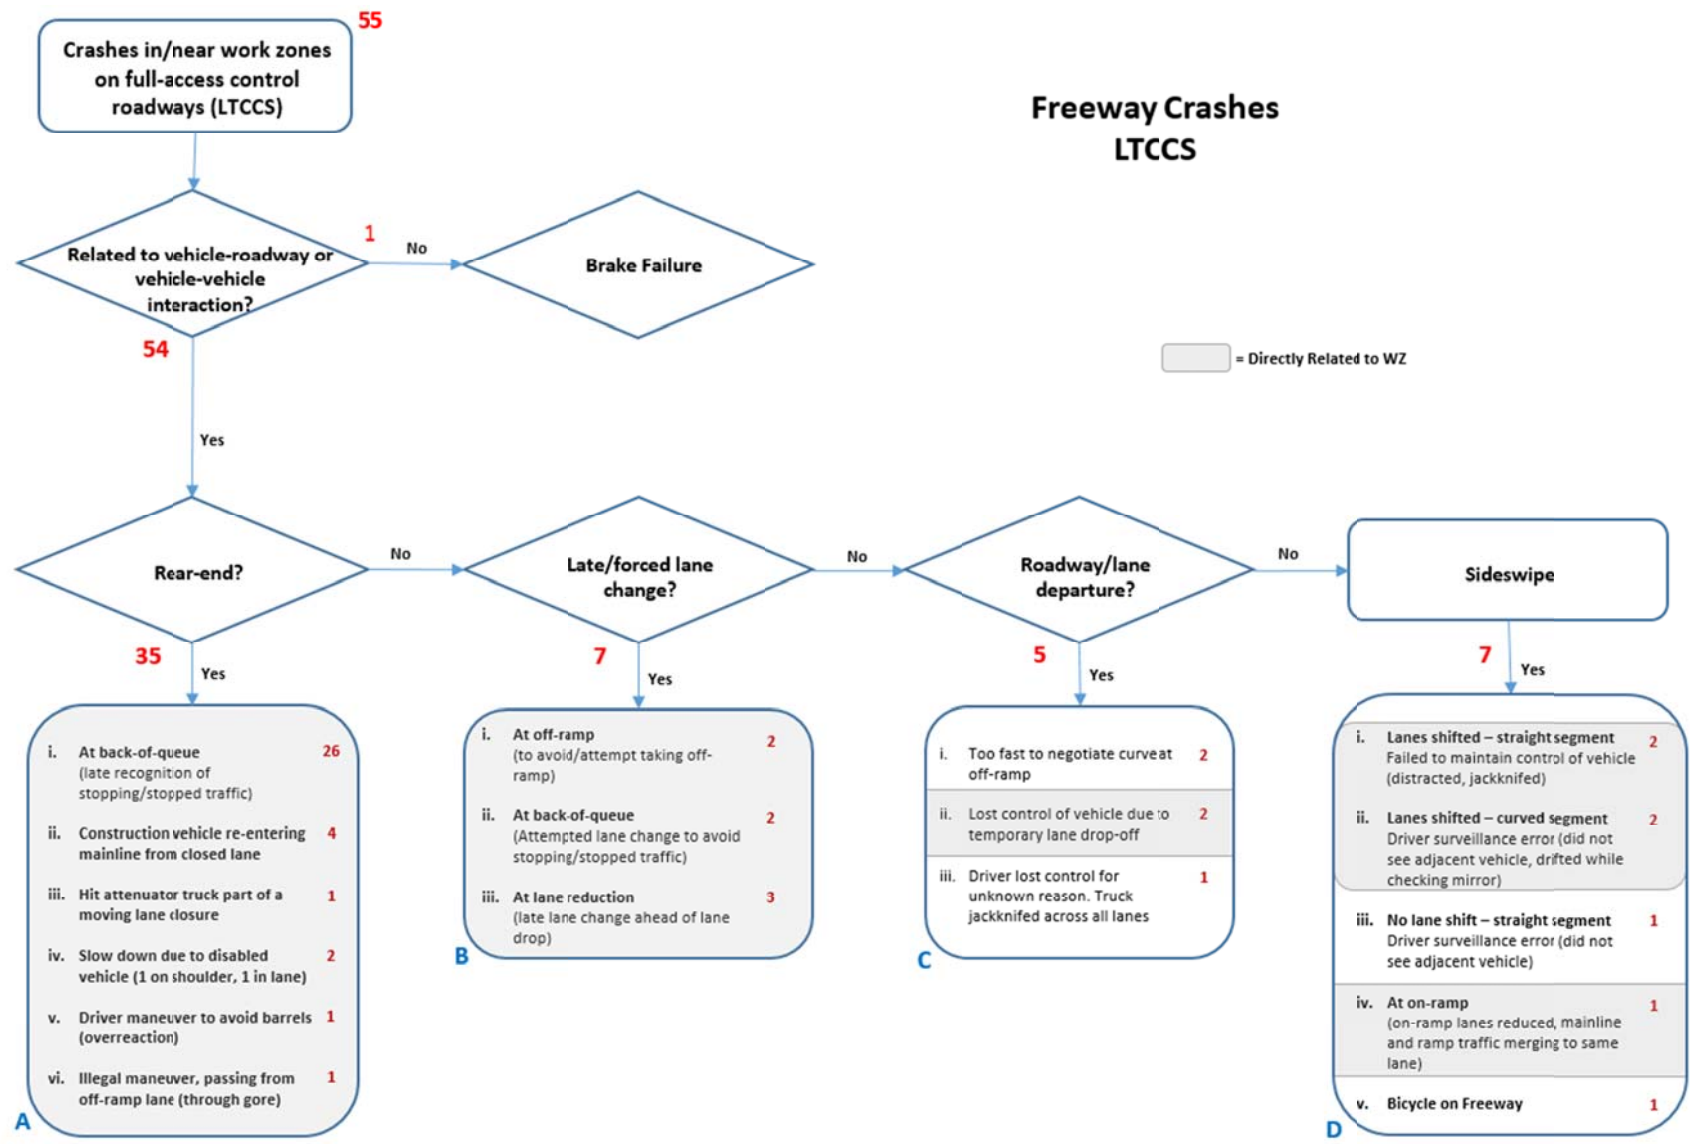 55
Crashes in/near work zones
on full-access control
roadways (LTCCS)
Freeway Crashes
LTCCS
Related to vehicle-roadway or
vehicle-vehicle
interaction?
1
No
Brake Failure
54
= Directly Related to WZ
Yes
Rear-end?
No
Late/forced lane
change?
No
Roadway/lane
departure?
No
Sideswipe
35
Yes
7
Yes
5
Yes
7
Yes
i. At back-of-queue 26
(late recognition of
stopping/stopped traffic)
ii. Construction vehicle re-entering 4
mainline from closed lane
iii. Hit attenuator truck part of a 1
moving lane closure
iv. Slow down due to disabled 2
vehicle (1 on shoulder, 1 in lane)
v. Driver maneuver to avoid barrels 1
(overreaction)
vi. Illegal maneuver, passing from 1
off-ramp lane (through gore)
A
i. At off-ramp 2
(to avoid/attempt taking off-
ramp)
ii. At back-of-queue 2
(Attempted lane change to avoid
stopping/stopped traffic)
iii. At lane reduction 3
(late lane change ahead of lane
drop)
B
i. Too fast to negotiate curve at 2
off-ramp
ii. Lost control of vehicle due to 2
temporary lane drop-off
iii. Driver lost control for 1
unknown reason. Truck
jackknifed across all lanes
C
i. Lanes shifted – straight segment 2
Failed to maintain control of vehicle
(distracted, jackknifed)
ii. Lanes shifted – curved segment 2
Driver surveillance error (did not
see adjacent vehicle, drifted while
checking mirror)
iii. No lane shift – straight segment 1
Driver surveillance error (did not
see adjacent vehicle)
iv. At on-ramp 1
(on-ramp lanes reduced, mainline
and ramp traffic merging to same
lane)
v. Bicycle on Freeway 1
D